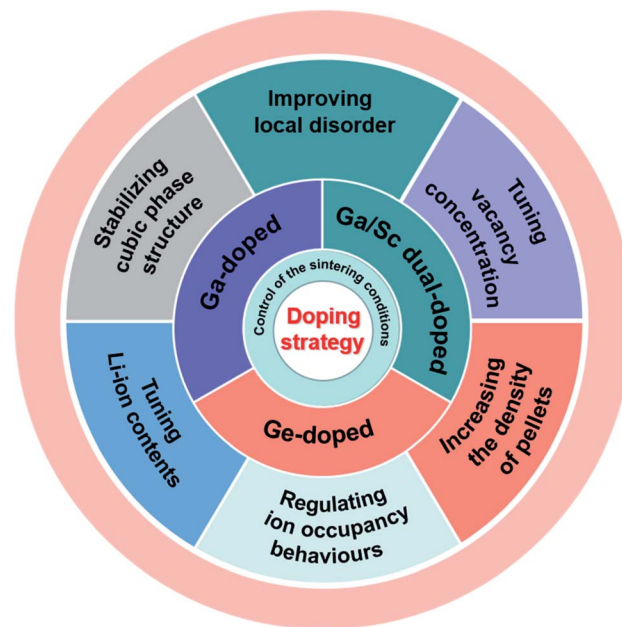 Improving
local disorder
Tuning
vacancy
concentration
Increasing
the density
of pellets
Regulating
ion occupancy
behaviours
Tuning
Li-ion contents
Stabilizing
cubic phase
structure
Ga-doped
Ga/Sc dual-doped
Ge-doped
Control of the sintering conditions
Doping
strategy